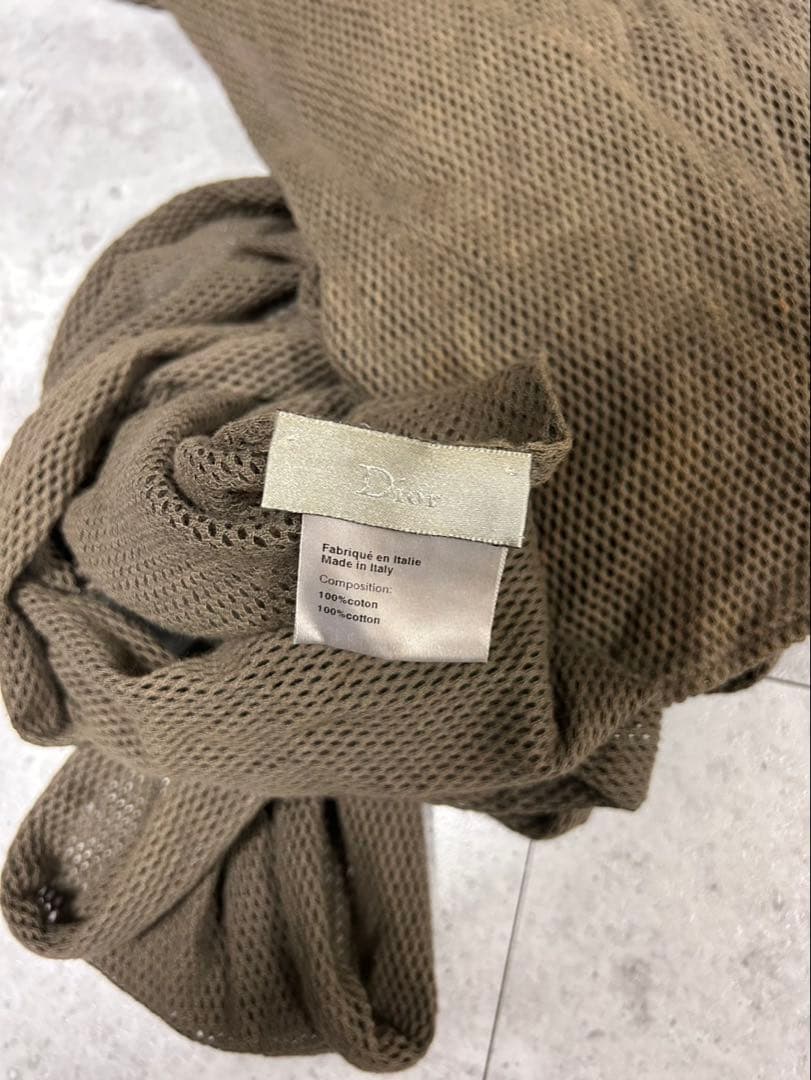 Dior
Fabriqué en Italie
Made in Italy
Composition:
100%coton
100%cotton